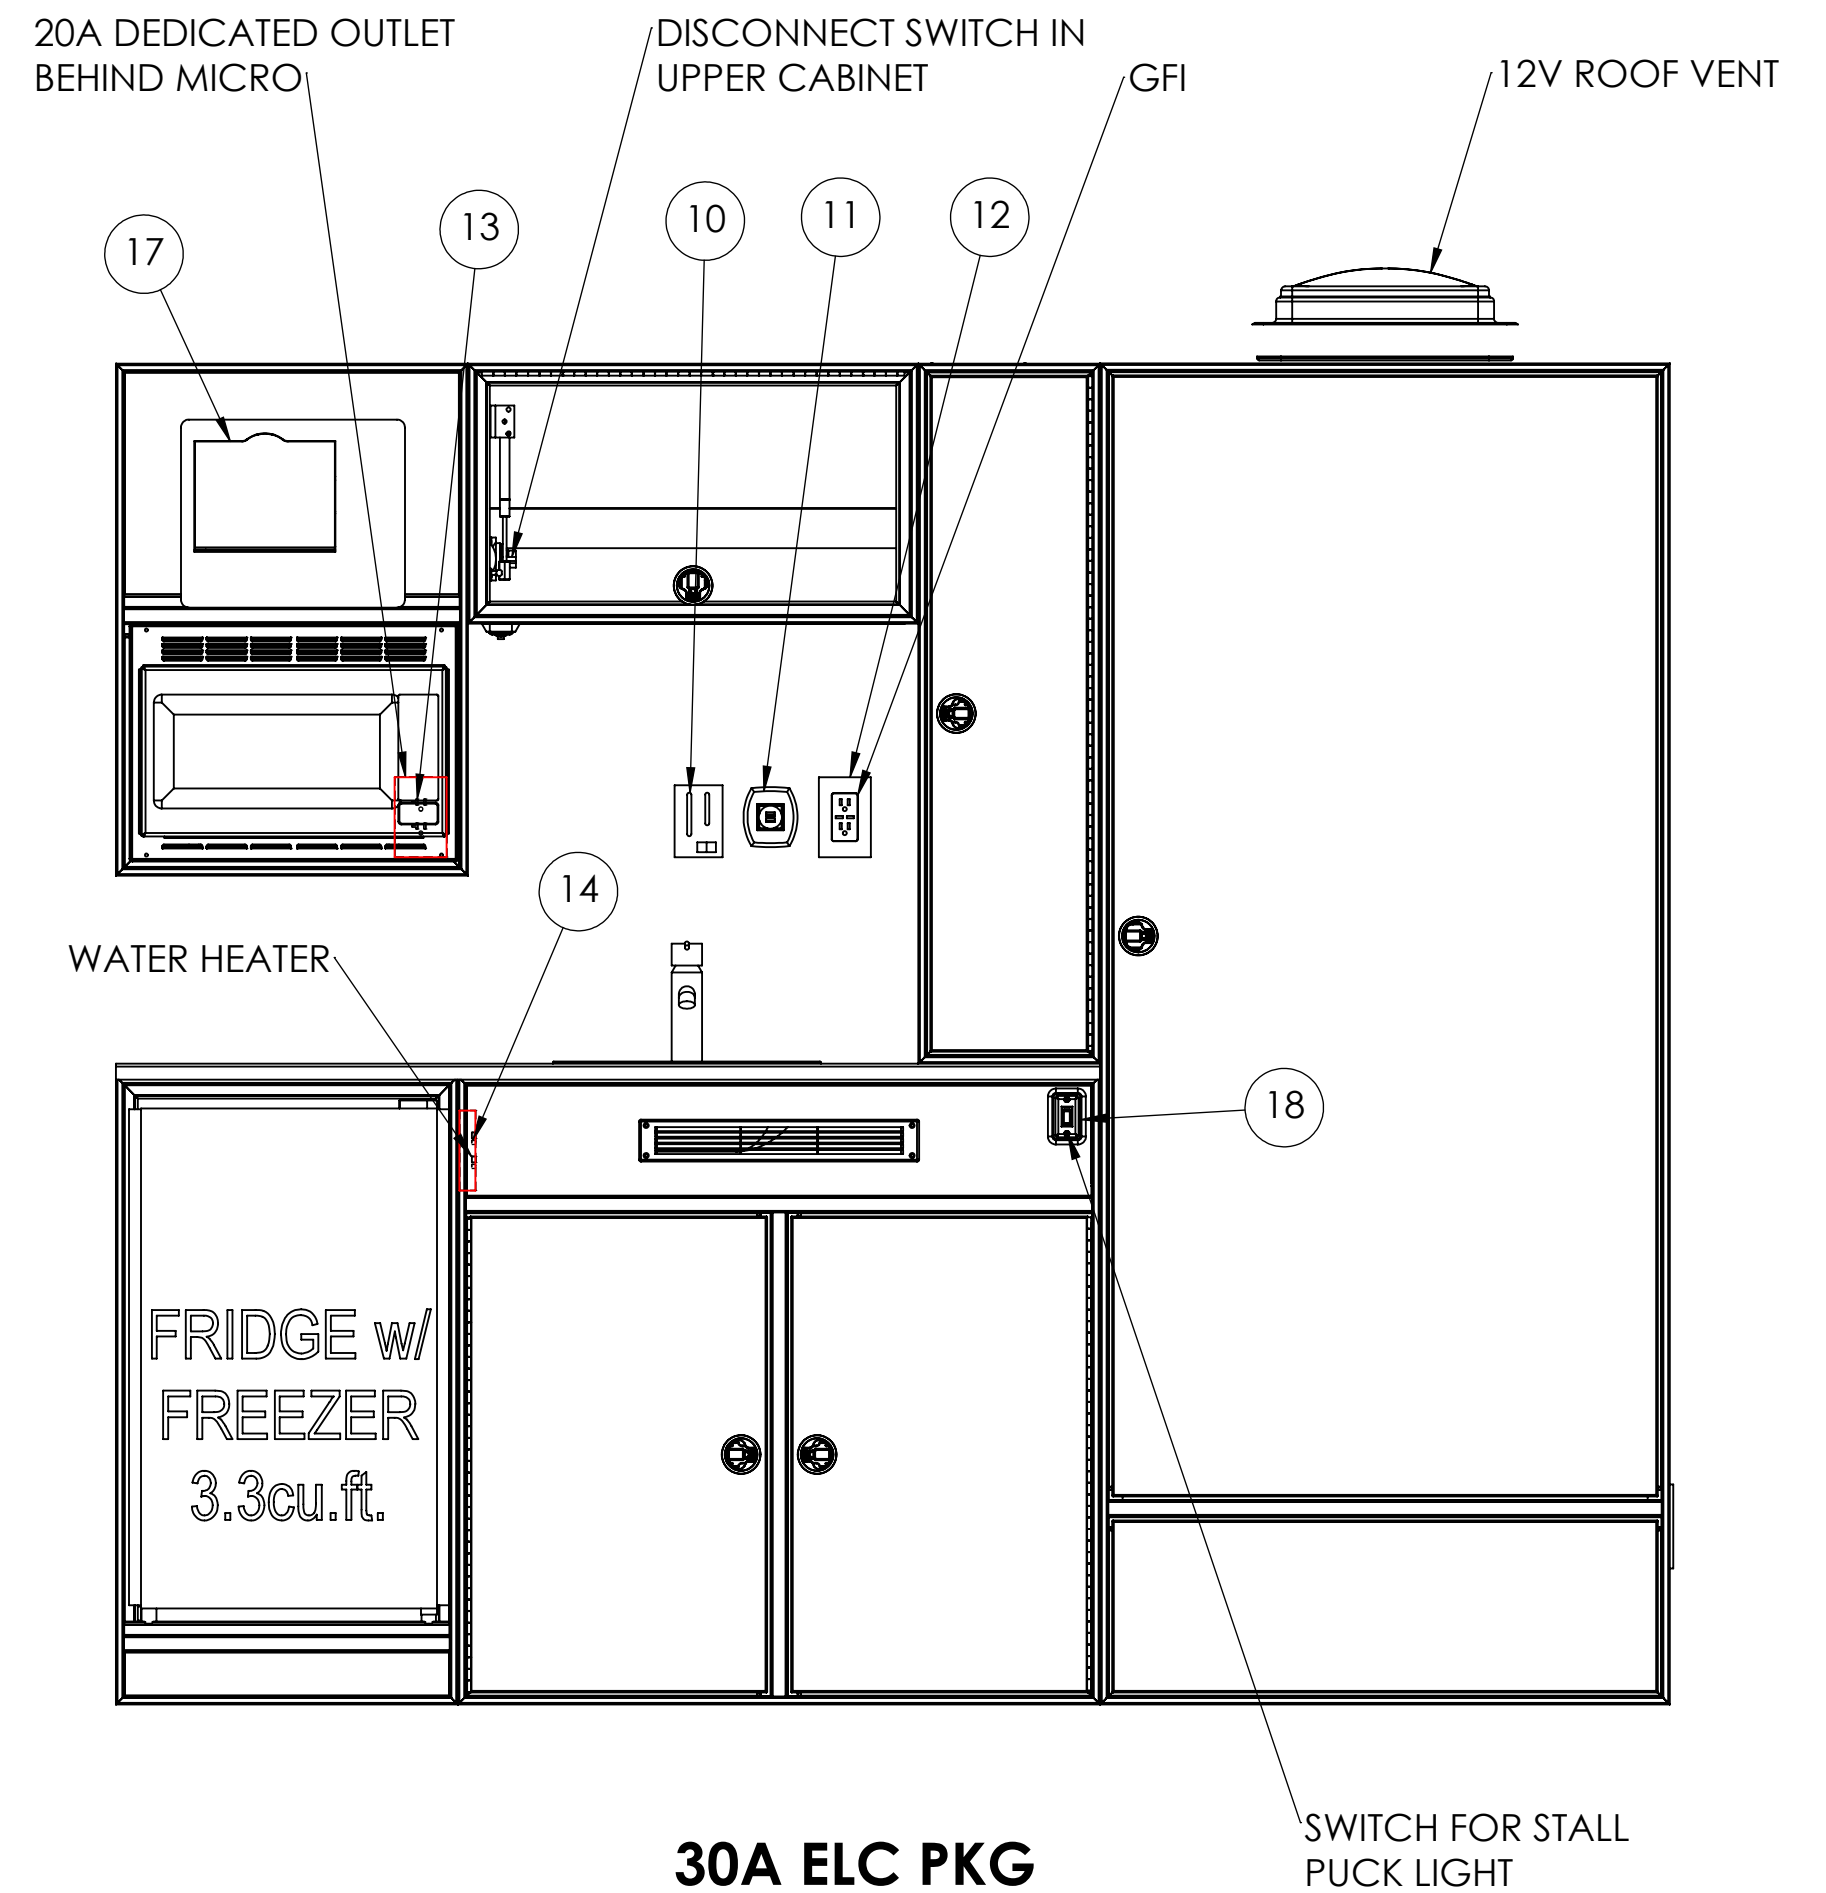 20A DEDICATED OUTLET
BEHIND MICRO
DISCONNECT SWITCH IN
UPPER CABINET
GFI
12V ROOF VENT
17
13
10
11
12
14
WATER HEATER
18
FRIDGE w/
FREEZER
3.3cu.ft.
SWITCH FOR STALL
PUCK LIGHT
30A ELC PKG